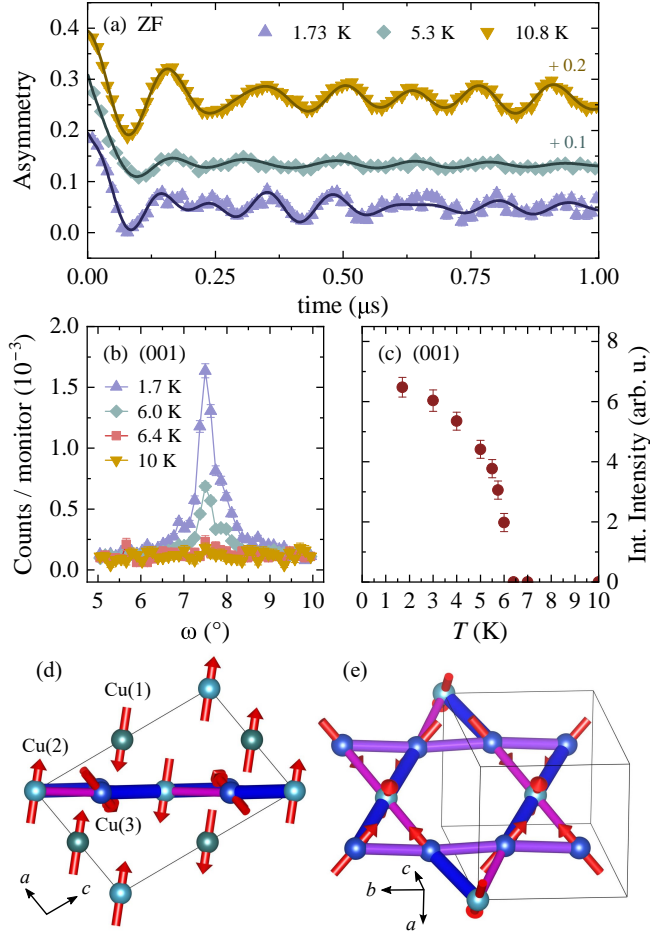 (a) ZF 1.73 K 5.3 K 10.8 K
0.4
0.3
0.2
0.1
0.0
Asymmetry
+ 0.2
+ 0.1
0.00 0.25 0.50 0.75 1.00
time (μs)
(b) (001)
1.7 K
6.0 K
6.4 K
10 K
2.0
1.5
1.0
0.5
0.0
Counts / monitor (10⁻³)
5 6 7 8 9 10
ω (°)
(c) (001)
8
6
4
2
0
Int. Intensity (arb. u.)
0 1 2 3 4 5 6 7 8 9 10
T (K)
(d)
Cu(1)
Cu(2)
Cu(3)
a
c
(e)
c
b
a